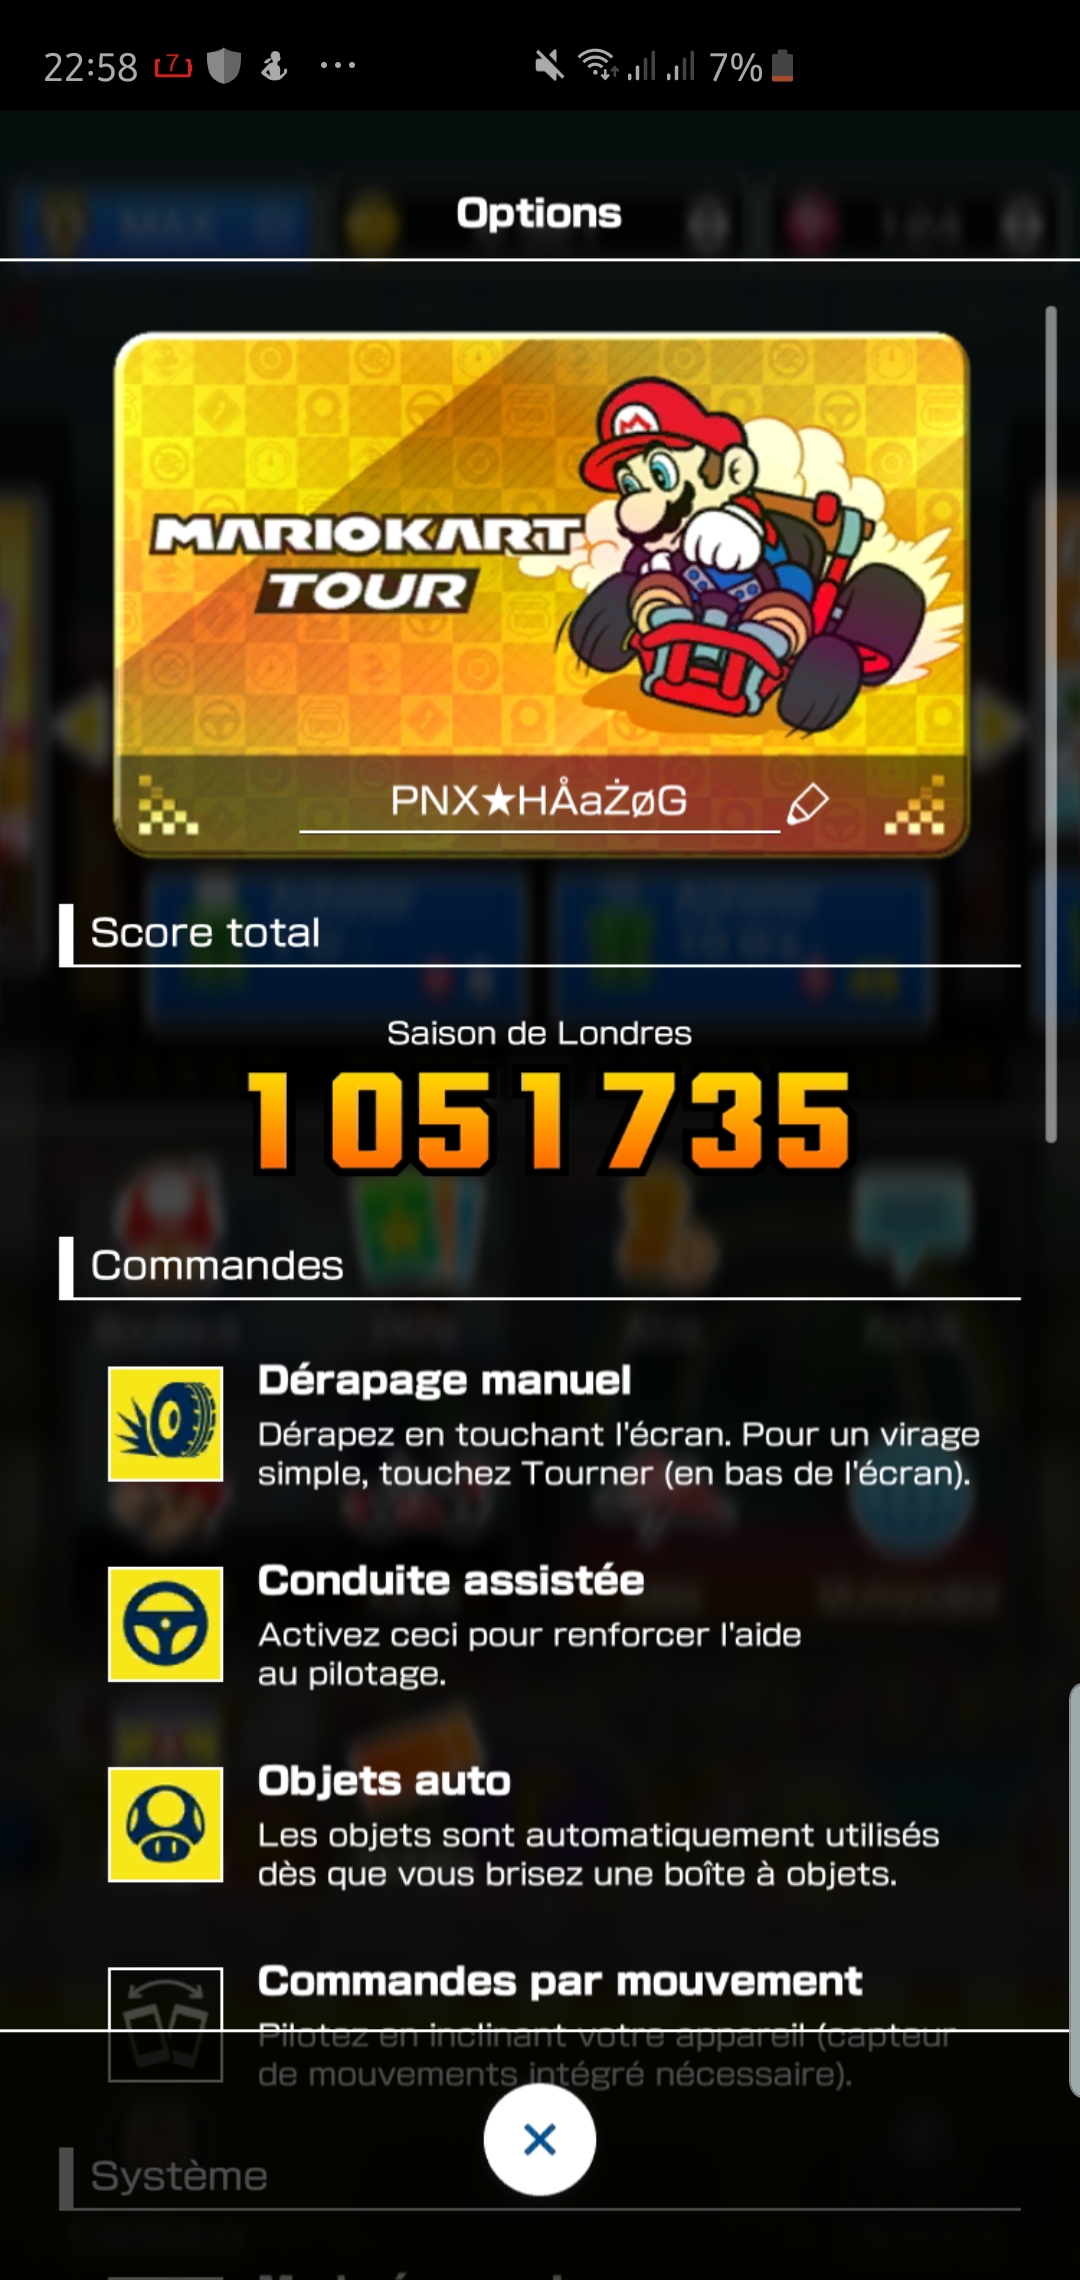 22:58 7 ... 7%
Options
MARIOKART
TOUR
PNX★HÅaŻøG
Score total
Saison de Londres
1051735
Commandes
Dérapage manuel
Dérapez en touchant l'écran. Pour un virage
simple, touchez Tourner (en bas de l'écran).
Conduite assistée
Activez ceci pour renforcer l'aide
au pilotage.
Objets auto
Les objets sont automatiquement utilisés
dès que vous brisez une boîte à objets.
Commandes par mouvement
Pilotez en inclinant votre appareil (capteur
de mouvements intégré nécessaire).
Système